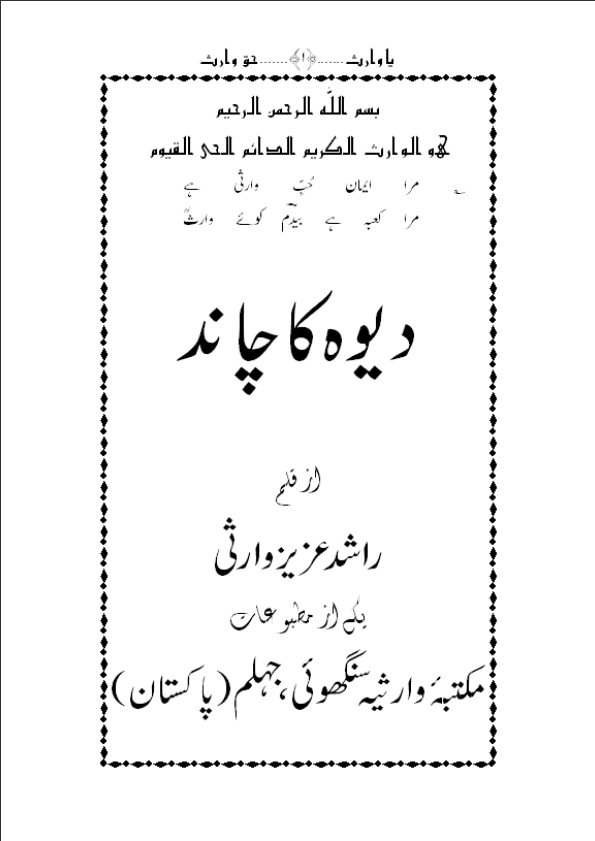 یا وارث.......﴿۱﴾.......حق وارث
بسم اللّٰہ الرحمن الرحیم
ھو الوارث الکریم الدائم الحی القیوم
؎ مرا ایمان حُبِّ وارثی ہے
مرا کعبہ ہے بیدؔم کوئے وارثؒ
دیوہ کا چاند
از قلم
راشد عزیز وارثی
یکے از مطبوعات
مکتبۂ وارثیہ سنگھوئی، جہلم (پاکستان)